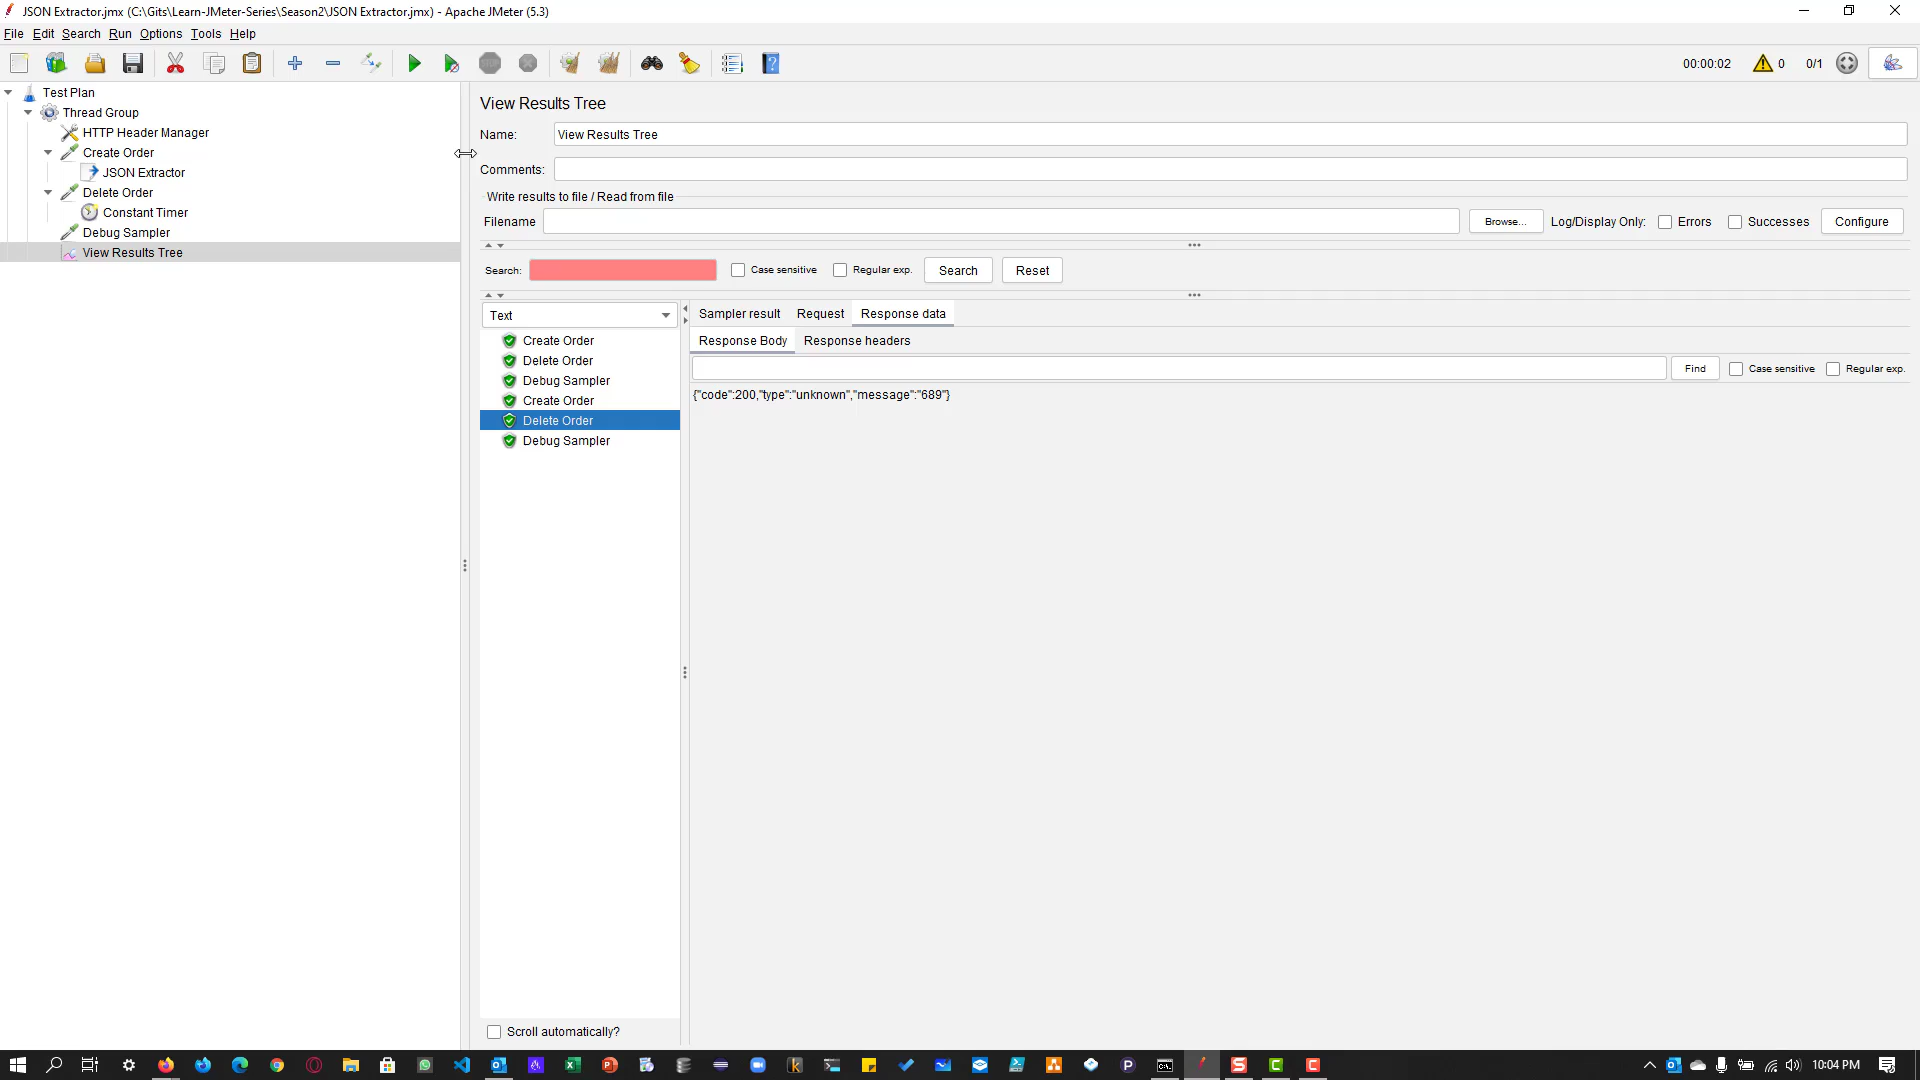 JSON Extractor.jmx (C:\Gits\Learn-JMeter-Series\Season2\JSON Extractor.jmx) - Apache JMeter (5.3)
File Edit Search Run Options Tools Help
STOP
00:00:02 0 0/1
Test Plan
Thread Group
HTTP Header Manager
Create Order
JSON Extractor
Delete Order
Constant Timer
Debug Sampler
View Results Tree
View Results Tree
Name: View Results Tree
Comments:
Write results to file / Read from file
Filename Browse... Log/Display Only: Errors Successes Configure
Search: Case sensitive Regular exp. Search Reset
Text
Create Order
Delete Order
Debug Sampler
Create Order
Delete Order
Debug Sampler
Scroll automatically?
Sampler result Request Response data
Response Body Response headers
Find Case sensitive Regular exp.
{"code":200,"type":"unknown","message":"689"}
10:04 PM